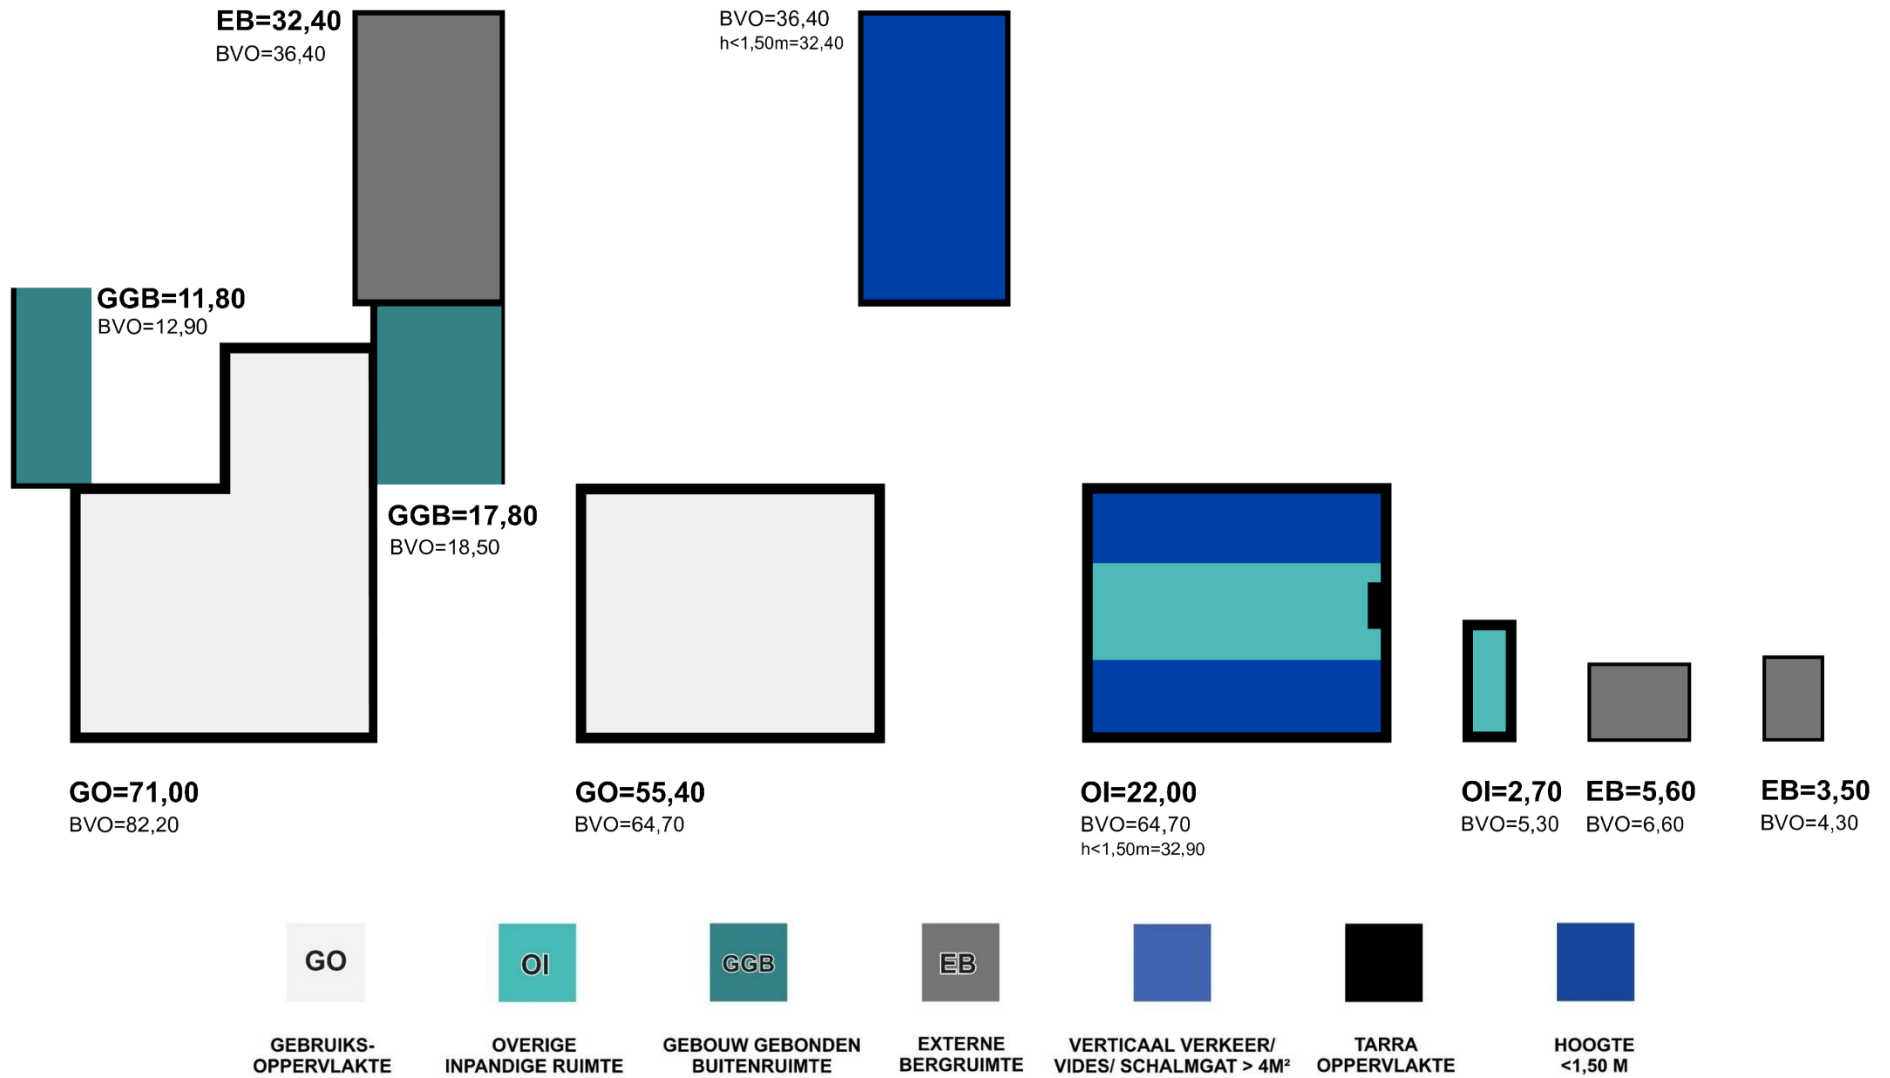 EB=32,40
BVO=36,40
BVO=36,40
h<1,50m=32,40
GGB=11,80
BVO=12,90
GGB=17,80
BVO=18,50
GO=71,00
BVO=82,20
GO=55,40
BVO=64,70
OI=22,00
BVO=64,70
h<1,50m=32,90
OI=2,70
BVO=5,30
EB=5,60
BVO=6,60
EB=3,50
BVO=4,30
GO
OI
GGB
EB
GEBRUIKS-
OPPERVLAKTE
OVERIGE
INPANDIGE RUIMTE
GEBOUW GEBONDEN
BUITENRUIMTE
EXTERNE
BERGRUIMTE
VERTICAAL VERKEER/
VIDES/ SCHALMGAT > 4M²
TARRA
OPPERVLAKTE
HOOGTE
<1,50 M